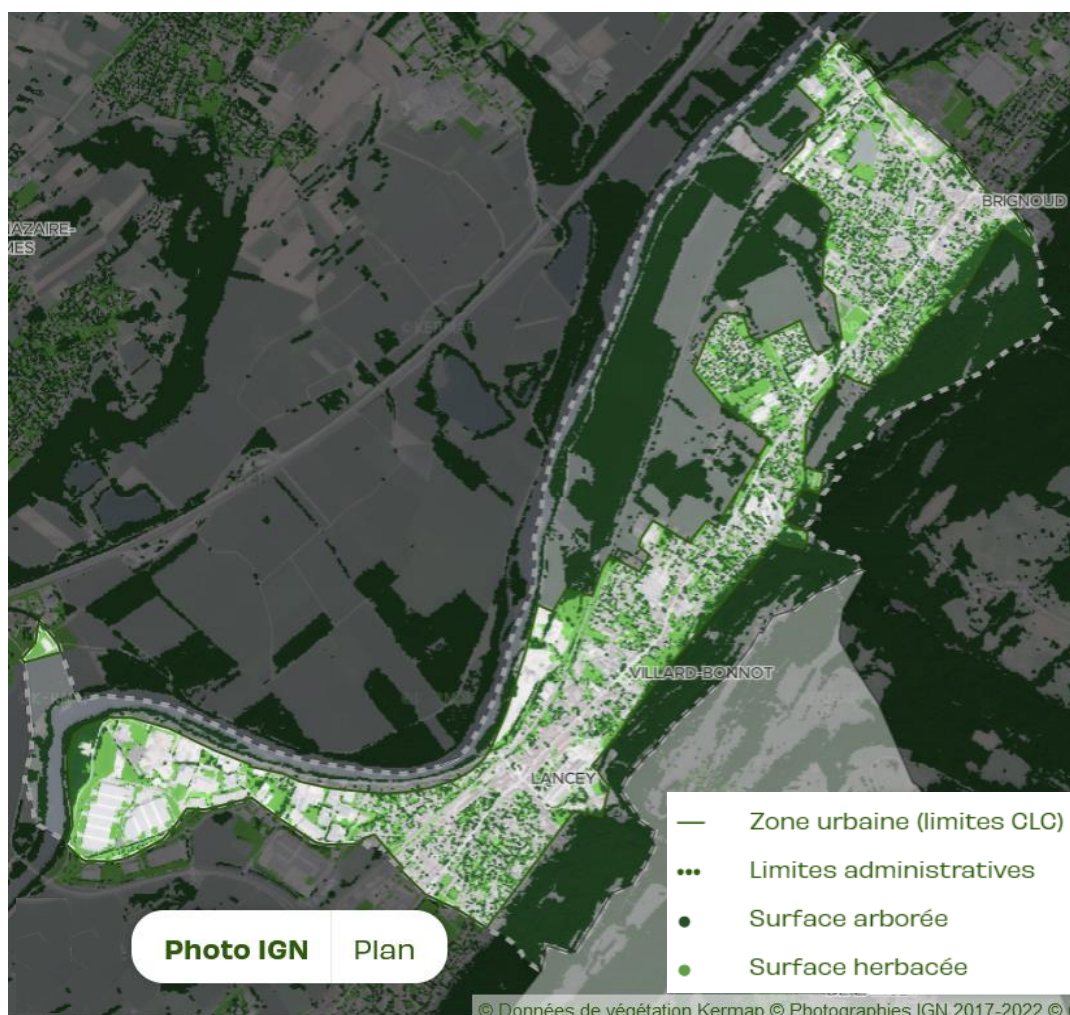 BRIGNOUD
NAZAIRE-
MES
VILLARD-BONNOT
LANCEY
Zone urbaine (limites CLC)
Limites administratives
Surface arborée
Surface herbacée
Photo IGN
Plan
© Données de végétation Kermap © Photographies IGN 2017-2022 ©